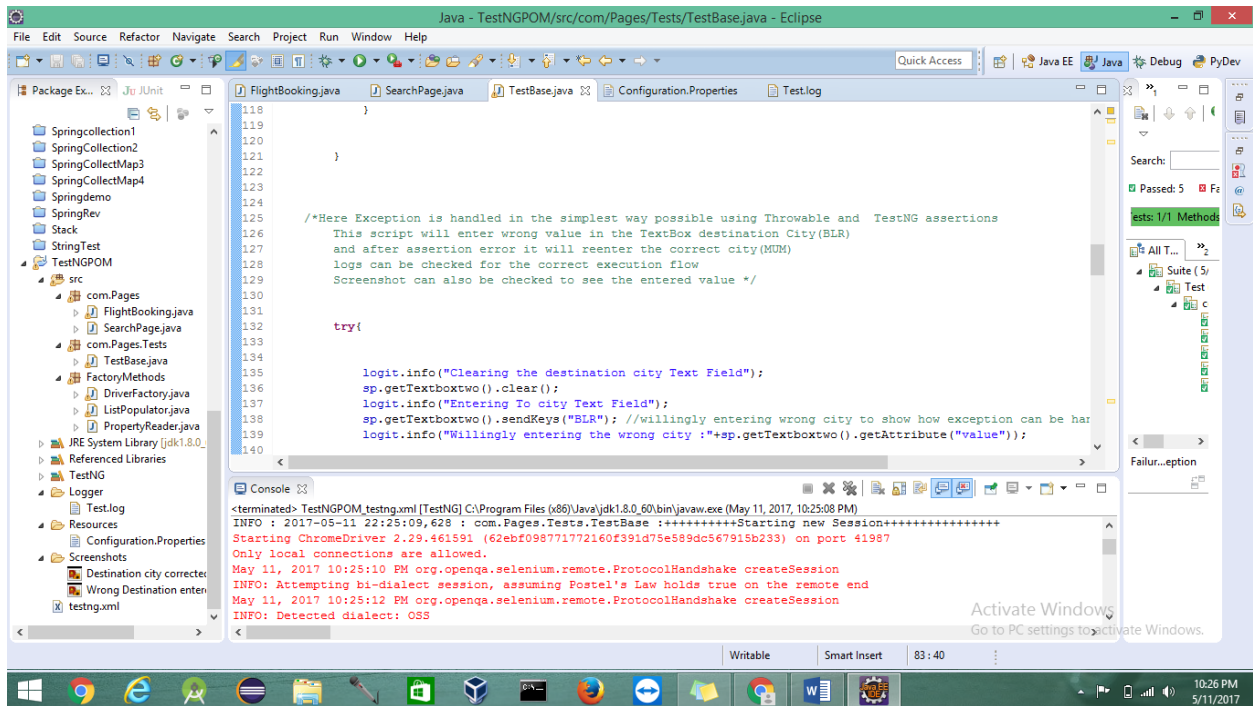 Java - TestNGPOM/src/com/Pages/Tests/TestBase.java - Eclipse
File Edit Source Refactor Navigate Search Project Run Window Help
Quick Access
Java EE
Java
Debug
PyDev
Package Ex...
JUnit
Springcollection1
SpringCollection2
SpringCollectMap3
SpringCollectMap4
Springdemo
SpringRev
Stack
StringTest
TestNGPOM
src
com.Pages
FlightBooking.java
SearchPage.java
com.Pages.Tests
TestBase.java
FactoryMethods
DriverFactory.java
ListPopulator.java
PropertyReader.java
JRE System Library [jdk1.8.0_
Referenced Libraries
TestNG
Logger
Test.log
Resources
Configuration.Properties
Screenshots
Destination city corrected
Wrong Destination enter
testng.xml
FlightBooking.java
SearchPage.java
TestBase.java
Configuration.Properties
Test.log
118 }
119
120
121 }
122
123
124
125 /*Here Exception is handled in the simplest way possible using Throwable and TestNG assertions
126 This script will enter wrong value in the TextBox destination City(BLR)
127 and after assertion error it will reenter the correct city(MUM)
128 logs can be checked for the correct execution flow
129 Screenshot can also be checked to see the entered value */
130
131
132 try{
133
134
135 logit.info("Clearing the destination city Text Field");
136 sp.getTextboxtwo().clear();
137 logit.info("Entering To city Text Field");
138 sp.getTextboxtwo().sendKeys("BLR"); //willingly entering wrong city to show how exception can be har
139 logit.info("Willingly entering the wrong city :"+sp.getTextboxtwo().getAttribute("value"));
140
Console
<terminated> TestNGPOM_testng.xml [TestNG] C:\Program Files (x86)\Java\jdk1.8.0_60\bin\javaw.exe (May 11, 2017, 10:25:08 PM)
INFO : 2017-05-11 22:25:09,628 : com.Pages.Tests.TestBase :++++++++++Starting new Session++++++++++++++++
Starting ChromeDriver 2.29.461591 (62ebf098771772160f391d75e589dc567915b233) on port 41987
Only local connections are allowed.
May 11, 2017 10:25:10 PM org.openqa.selenium.remote.ProtocolHandshake createSession
INFO: Attempting bi-dialect session, assuming Postel's Law holds true on the remote end
May 11, 2017 10:25:12 PM org.openqa.selenium.remote.ProtocolHandshake createSession
INFO: Detected dialect: OSS
Search:
Passed: 5
Fa
ests: 1/1 Methods
All T...
Suite ( 5/
Test
c
Failur...eption
Activate Windows
Go to PC settings to activate Windows.
Writable
Smart Insert
83 : 40
10:26 PM
5/11/2017